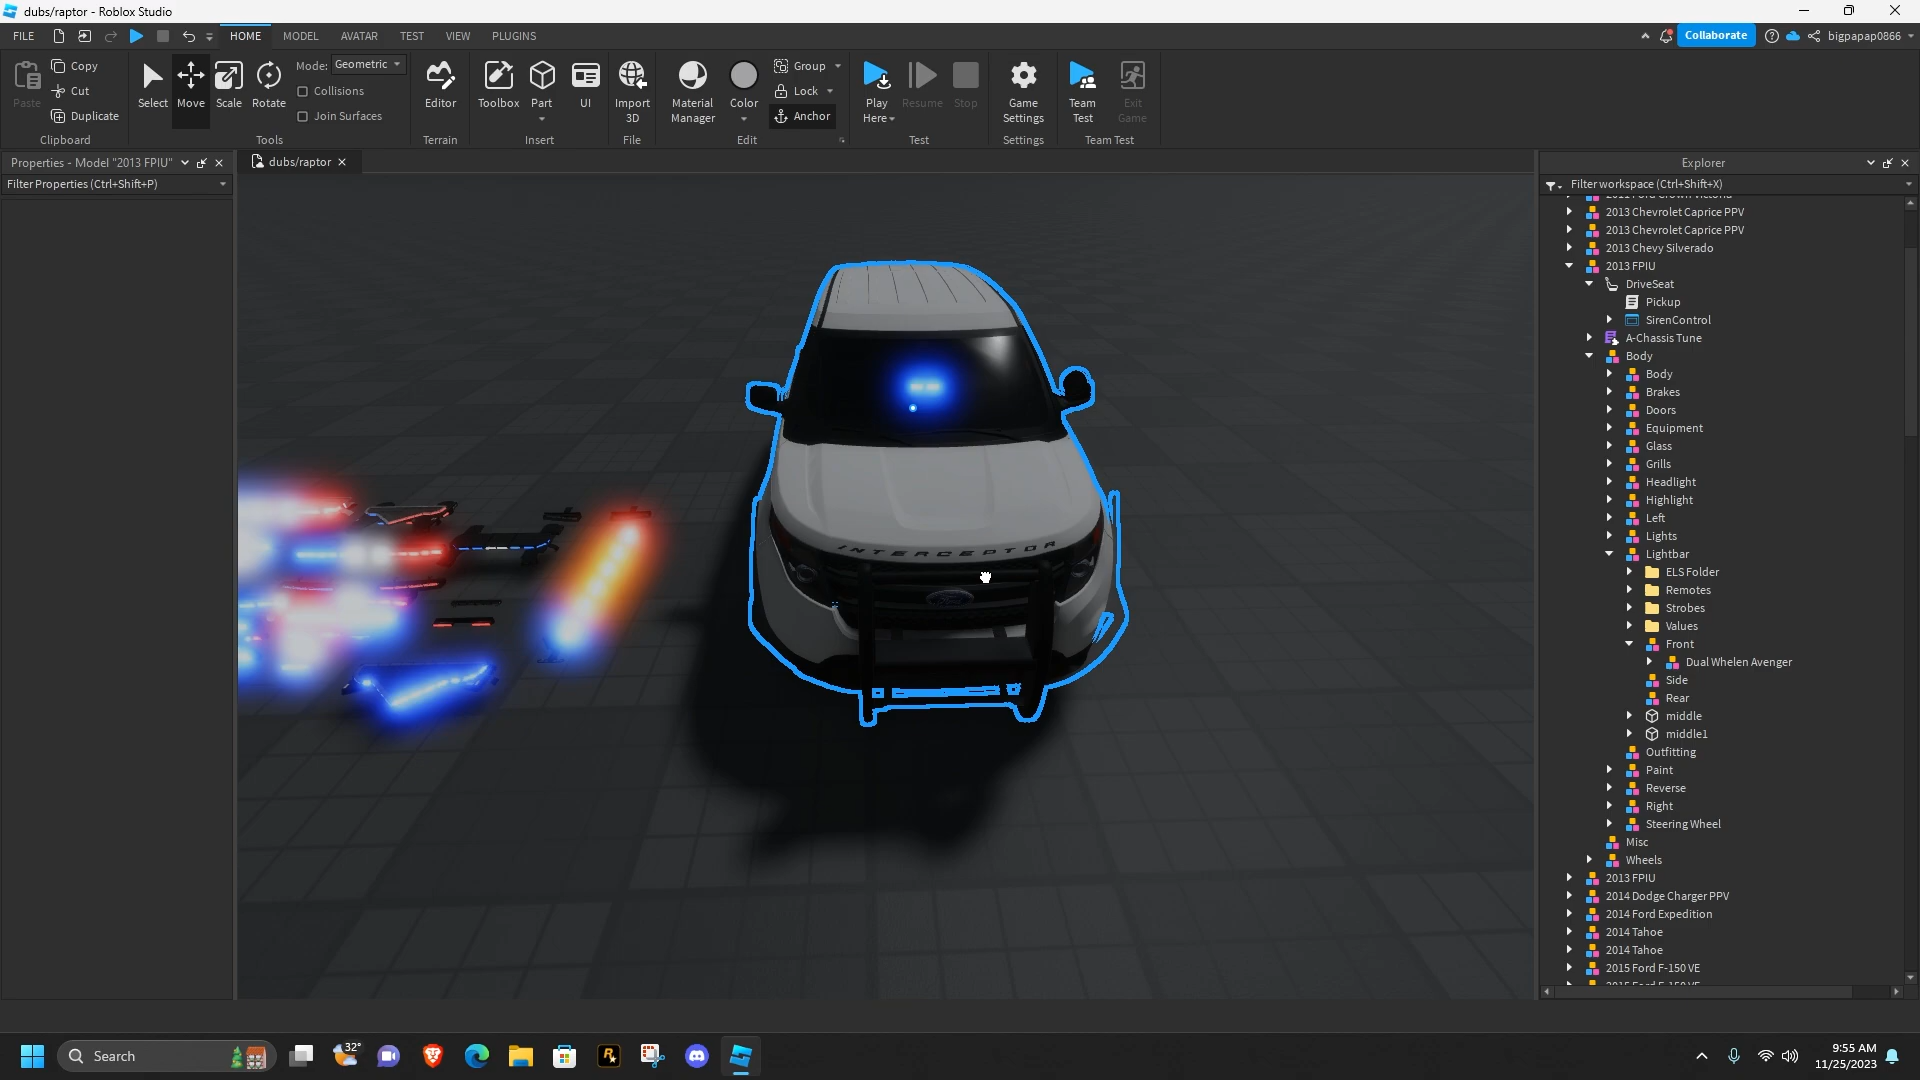 dubs/raptor - Roblox Studio
FILE
HOME
MODEL
AVATAR
TEST
VIEW
PLUGINS
Collaborate
bigpapap0866
Paste
Copy
Cut
Duplicate
Clipboard
Select
Move
Scale
Rotate
Mode: Geometric
Collisions
Join Surfaces
Tools
Editor
Terrain
Toolbox
Part
UI
Insert
Import 3D
File
Material Manager
Color
Group
Lock
Anchor
Edit
Play Here
Resume
Stop
Test
Game Settings
Settings
Team Test
Exit Game
Team Test
Properties - Model "2013 FPIU"
Filter Properties (Ctrl+Shift+P)
dubs/raptor
INTERCEPTOR
Explorer
Filter workspace (Ctrl+Shift+X)
2013 Chevrolet Caprice PPV
2013 Chevrolet Caprice PPV
2013 Chevy Silverado
2013 FPIU
DriveSeat
Pickup
SirenControl
A-Chassis Tune
Body
Body
Brakes
Doors
Equipment
Glass
Grills
Headlight
Highlight
Left
Lights
Lightbar
ELS Folder
Remotes
Strobes
Values
Front
Dual Whelen Avenger
Side
Rear
middle
middle1
Outfitting
Paint
Reverse
Right
Steering Wheel
Misc
Wheels
2013 FPIU
2014 Dodge Charger PPV
2014 Ford Expedition
2014 Tahoe
2014 Tahoe
2015 Ford F-150 VE
Search
32°
9:55 AM
11/25/2023